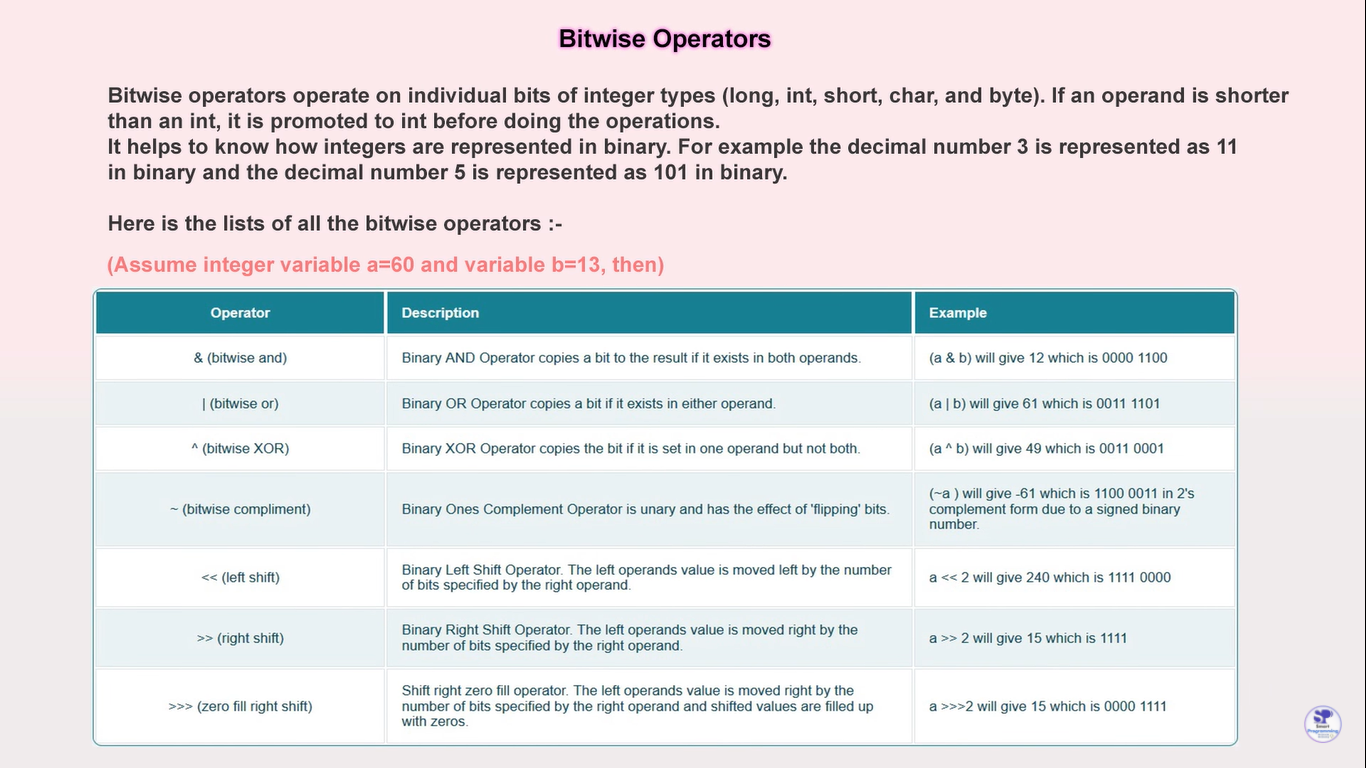 Bitwise Operators
Bitwise operators operate on individual bits of integer types (long, int, short, char, and byte). If an operand is shorter
than an int, it is promoted to int before doing the operations.
It helps to know how integers are represented in binary. For example the decimal number 3 is represented as 11
in binary and the decimal number 5 is represented as 101 in binary.
Here is the lists of all the bitwise operators :-
(Assume integer variable a=60 and variable b=13, then)
Operator Description Example
& (bitwise and) Binary AND Operator copies a bit to the result if it exists in both operands. (a & b) will give 12 which is 0000 1100
| (bitwise or) Binary OR Operator copies a bit if it exists in either operand. (a | b) will give 61 which is 0011 1101
^ (bitwise XOR) Binary XOR Operator copies the bit if it is set in one operand but not both. (a ^ b) will give 49 which is 0011 0001
~ (bitwise compliment) Binary Ones Complement Operator is unary and has the effect of 'flipping' bits.
(~a ) will give -61 which is 1100 0011 in 2's
complement form due to a signed binary
number.
<< (left shift)
Binary Left Shift Operator. The left operands value is moved left by the number
of bits specified by the right operand.
a << 2 will give 240 which is 1111 0000
>> (right shift)
Binary Right Shift Operator. The left operands value is moved right by the
number of bits specified by the right operand.
a >> 2 will give 15 which is 1111
>>> (zero fill right shift)
Shift right zero fill operator. The left operands value is moved right by the
number of bits specified by the right operand and shifted values are filled up
with zeros.
a >>>2 will give 15 which is 0000 1111
Smart
Programming